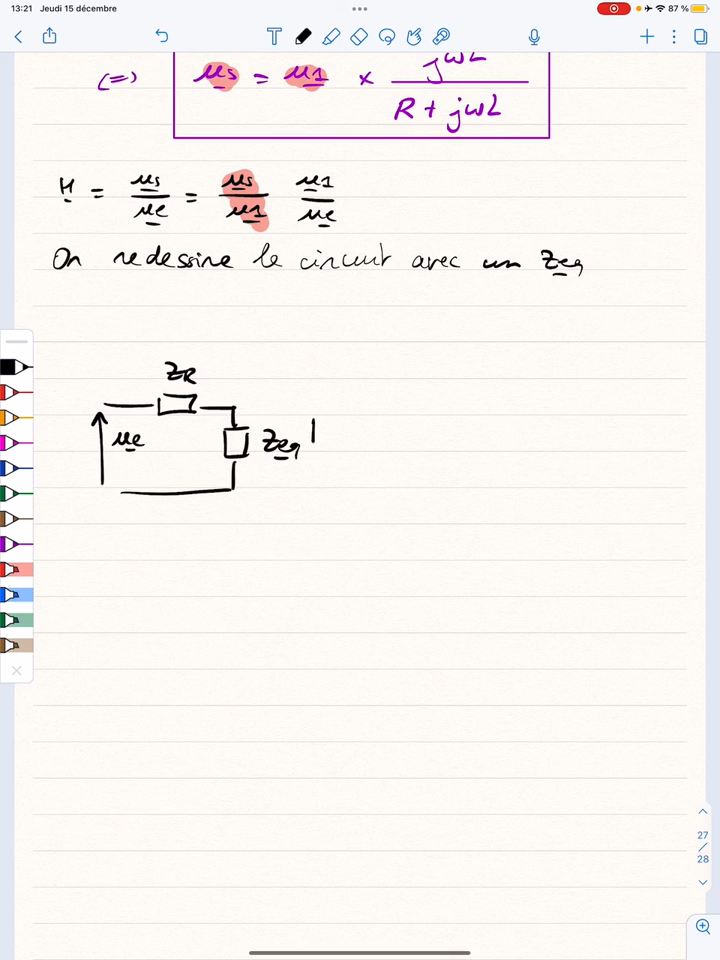 13:21 Jeudi 15 décembre
87 %
(=) us = u1 × jωL / R + jωL
H = us / ue = us / u1 u1 / ue
On redessine le circuit avec un Zeq
ZR
ue
Zeq
27
/
28